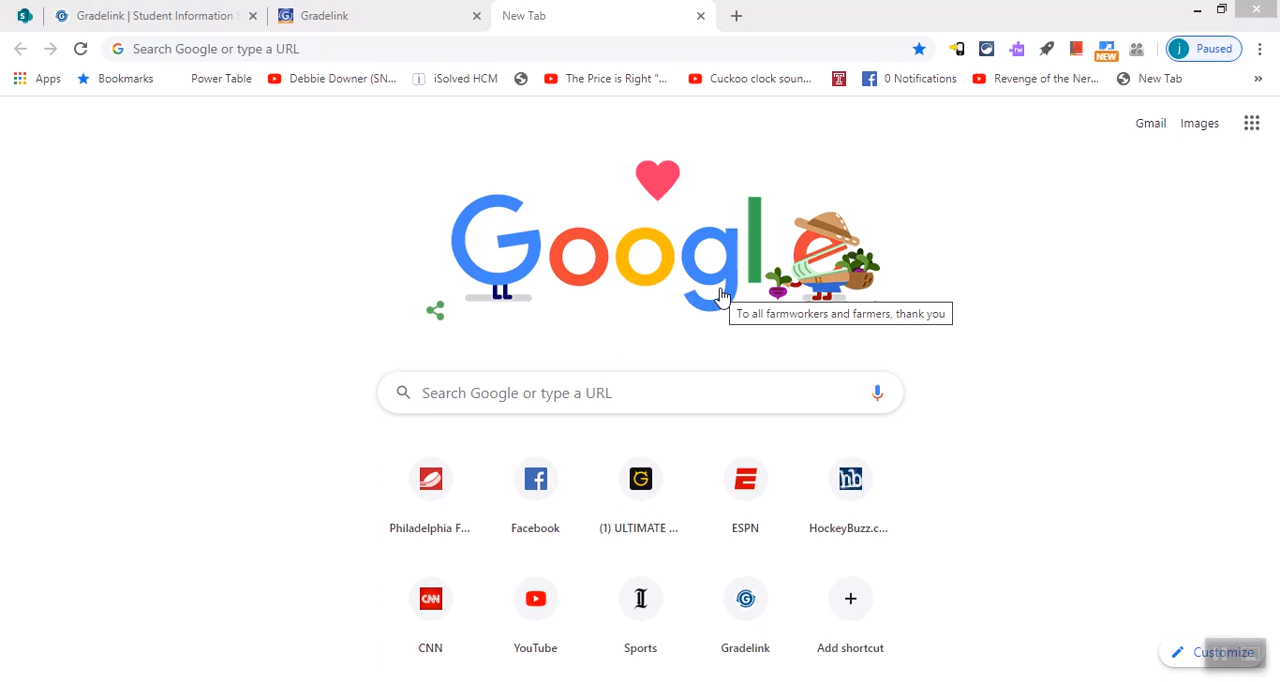 Gradelink | Student Information S
Gradelink
New Tab
Search Google or type a URL
NEW
j Paused
Apps
Bookmarks
Power Table
Debbie Downer (SN...
iSolved HCM
The Price is Right "...
Cuckoo clock soun...
T
0 Notifications
Revenge of the Ner...
New Tab
»
Gmail
Images
Google
To all farmworkers and farmers, thank you
Search Google or type a URL
Philadelphia F...
Facebook
(1) ULTIMATE ...
ESPN
HockeyBuzz.c...
CNN
YouTube
Sports
Gradelink
Add shortcut
Customize